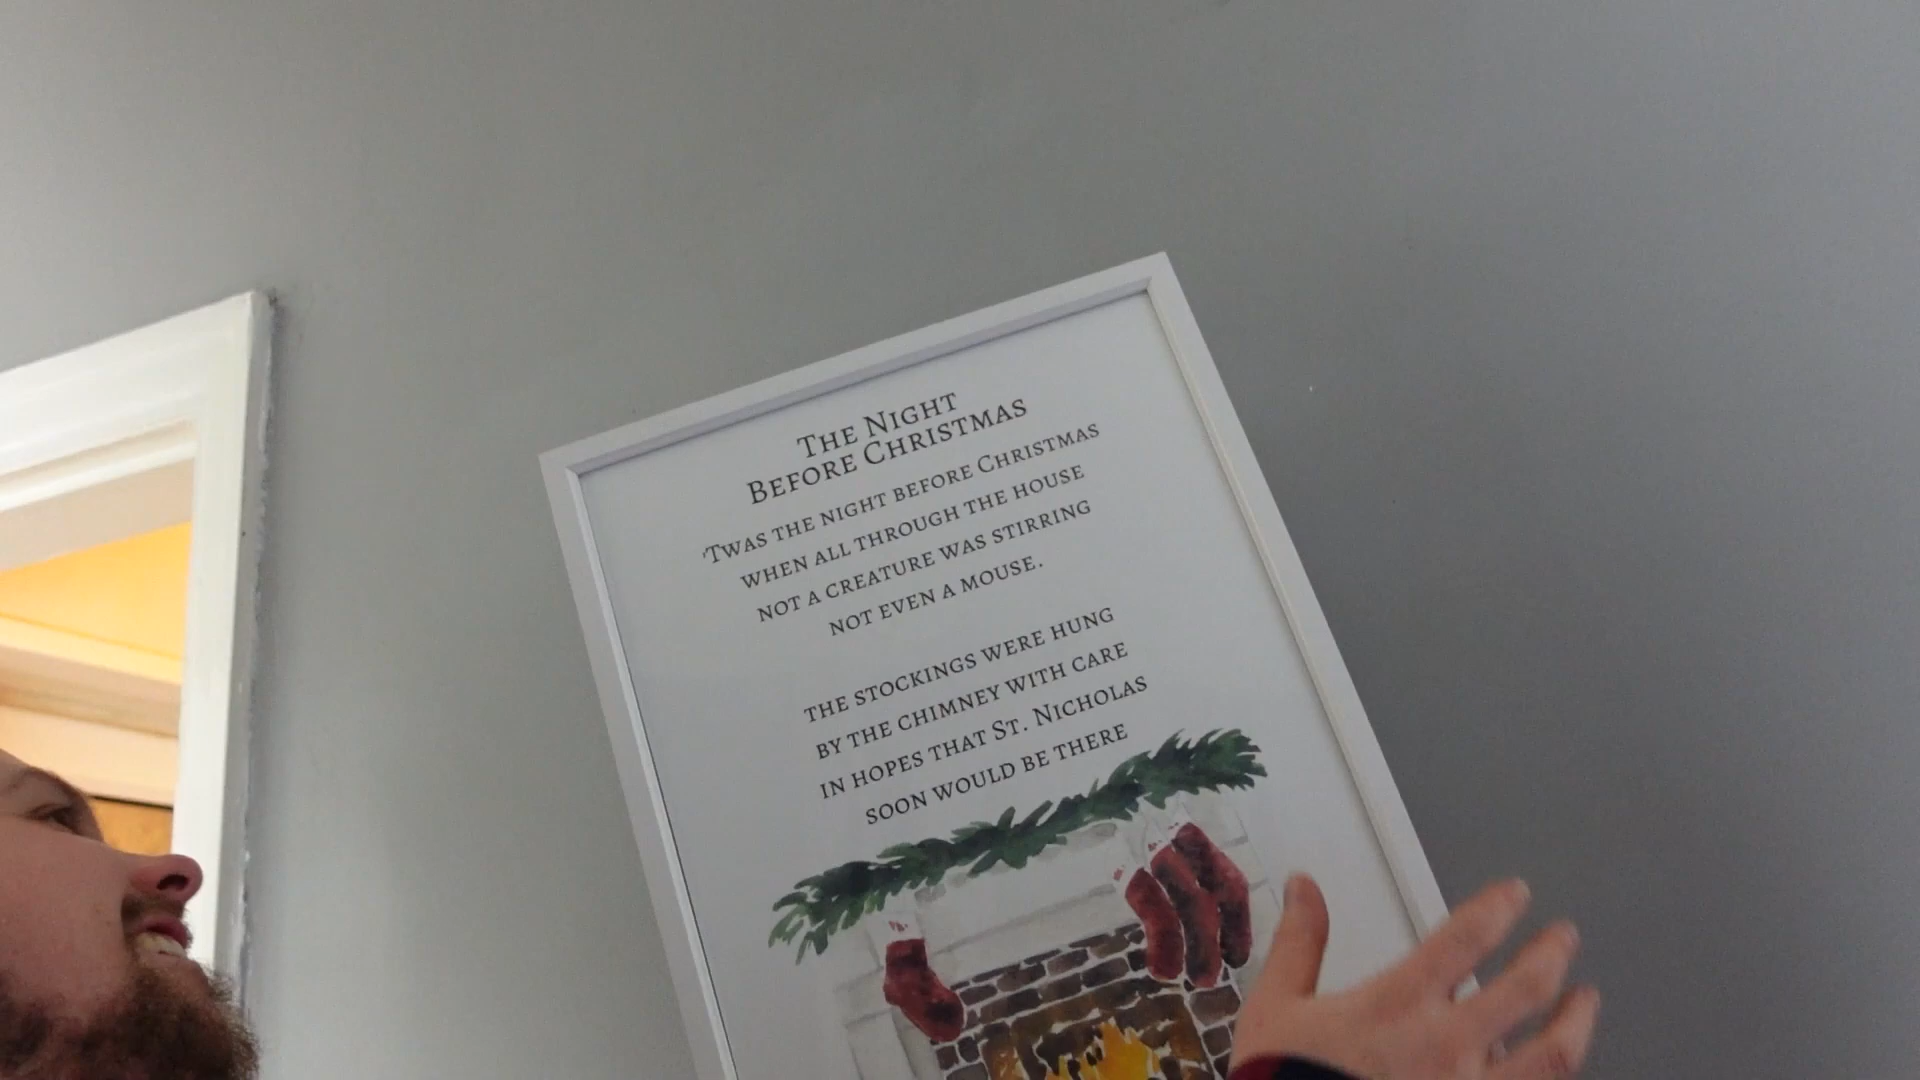 The Night
Before Christmas
'Twas the night before Christmas
when all through the house
not a creature was stirring
not even a mouse.
the stockings were hung
by the chimney with care
in hopes that St. Nicholas
soon would be there